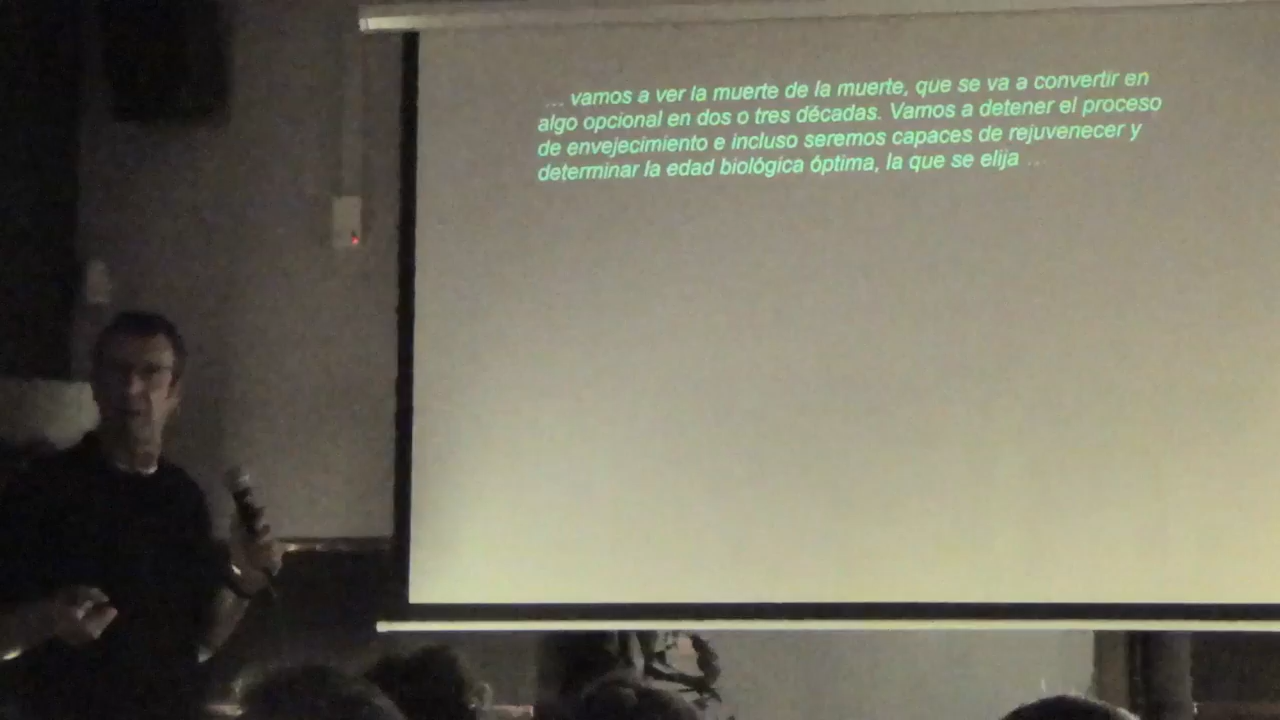 ... vamos a ver la muerte de la muerte, que se va a convertir en
algo opcional en dos o tres décadas. Vamos a detener el proceso
de envejecimiento e incluso seremos capaces de rejuvenecer y
determinar la edad biológica óptima, la que se elija ...